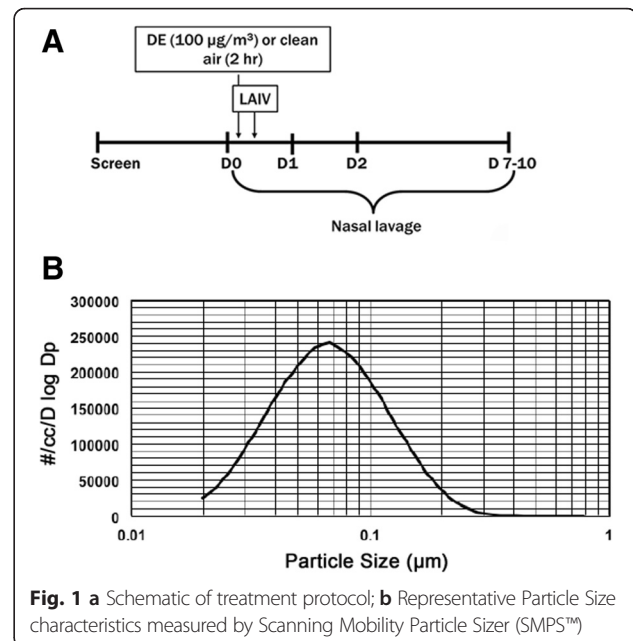 A
DE (100 µg/m³) or clean
air (2 hr)
LAIV
Screen
D0
D1
D2
D 7-10
Nasal lavage
B
300000
250000
200000
150000
100000
50000
0
#/cc/D log Dp
0.01
0.1
1
Particle Size (µm)
Fig. 1 a Schematic of treatment protocol; b Representative Particle Size
characteristics measured by Scanning Mobility Particle Sizer (SMPS™)